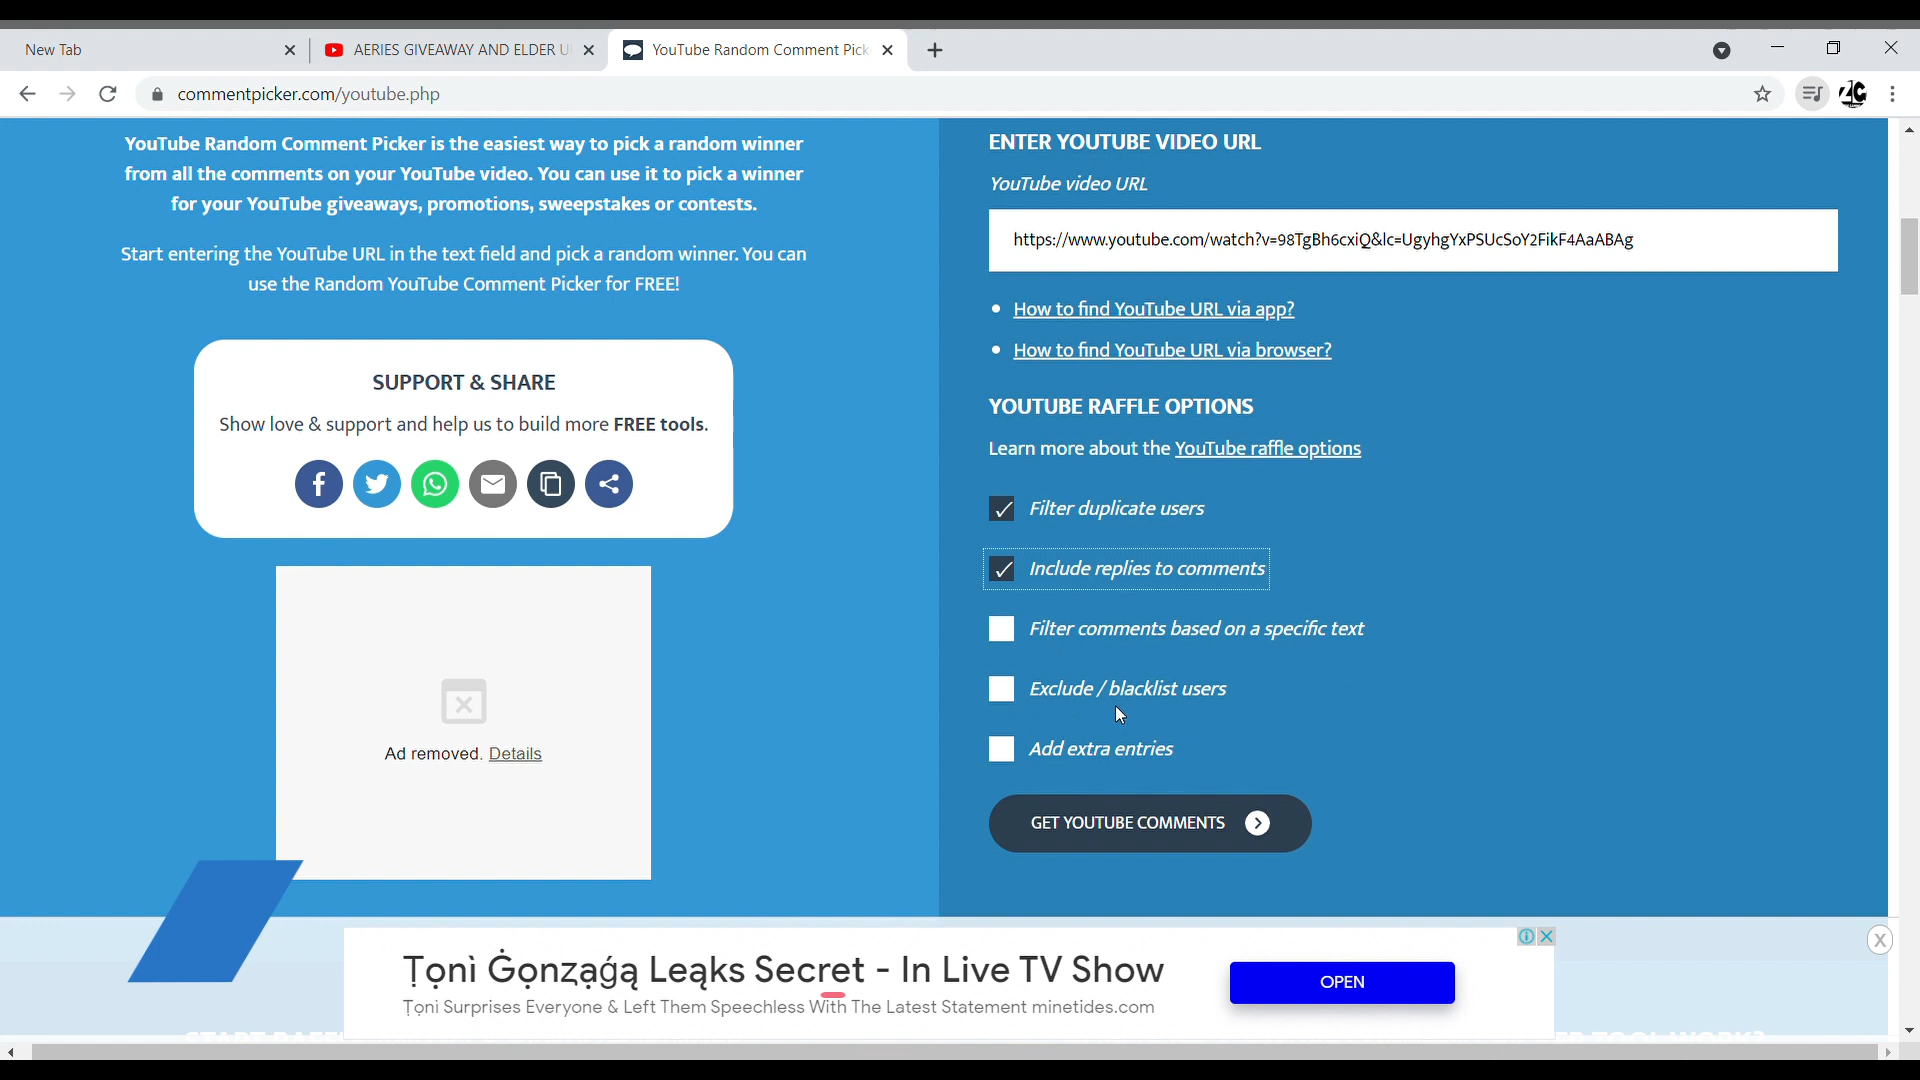 New Tab
AERIES GIVEAWAY AND ELDER U
YouTube Random Comment Pick
commentpicker.com/youtube.php
YouTube Random Comment Picker is the easiest way to pick a random winner
from all the comments on your YouTube video. You can use it to pick a winner
for your YouTube giveaways, promotions, sweepstakes or contests.
Start entering the YouTube URL in the text field and pick a random winner. You can
use the Random YouTube Comment Picker for FREE!
SUPPORT & SHARE
Show love & support and help us to build more FREE tools.
Ad removed. Details
ENTER YOUTUBE VIDEO URL
YouTube video URL
https://www.youtube.com/watch?v=98TgBh6cxiQ&lc=UgyhgYxPSUcSoY2FikF4AaABAg
How to find YouTube URL via app?
How to find YouTube URL via browser?
YOUTUBE RAFFLE OPTIONS
Learn more about the YouTube raffle options
Filter duplicate users
Include replies to comments
Filter comments based on a specific text
Exclude / blacklist users
Add extra entries
GET YOUTUBE COMMENTS
Ṭọnì Ġọnzạģą Leąks Secret - In Live TV Show
Ṭọnì Surprises Everyone & Left Them Speechless With The Latest Statement minetides.com
OPEN